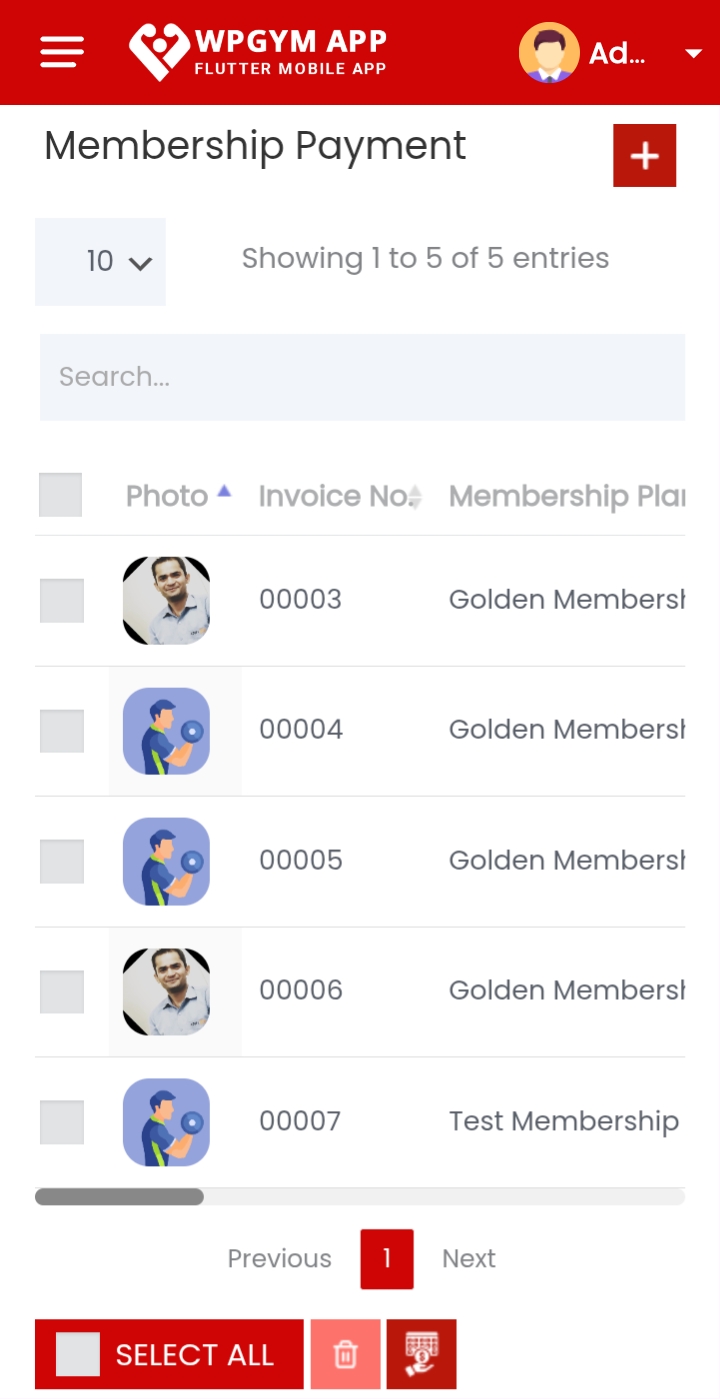 WPGYM APP
FLUTTER MOBILE APP
Ad...
Membership Payment
+
10
Showing 1 to 5 of 5 entries
Search...
Photo Invoice No. Membership Plan
00003 Golden Membersh
00004 Golden Membersh
00005 Golden Membersh
00006 Golden Membersh
00007 Test Membership
Previous 1 Next
SELECT ALL